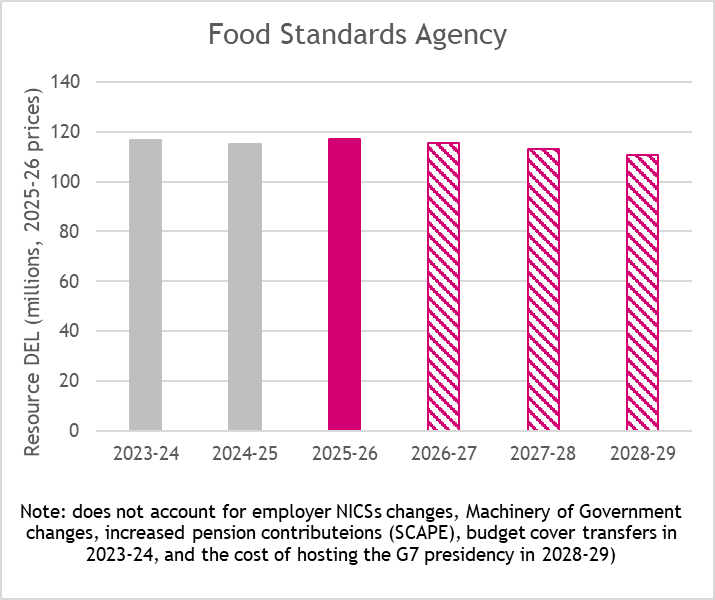 Food Standards Agency
Resource DEL (millions, 2025-26 prices)
140
120
100
80
60
40
20
0
2023-24 2024-25 2025-26 2026-27 2027-28 2028-29
Note: does not account for employer NICSs changes, Machinery of Government
changes, increased pension contributeions (SCAPE), budget cover transfers in
2023-24, and the cost of hosting the G7 presidency in 2028-29)